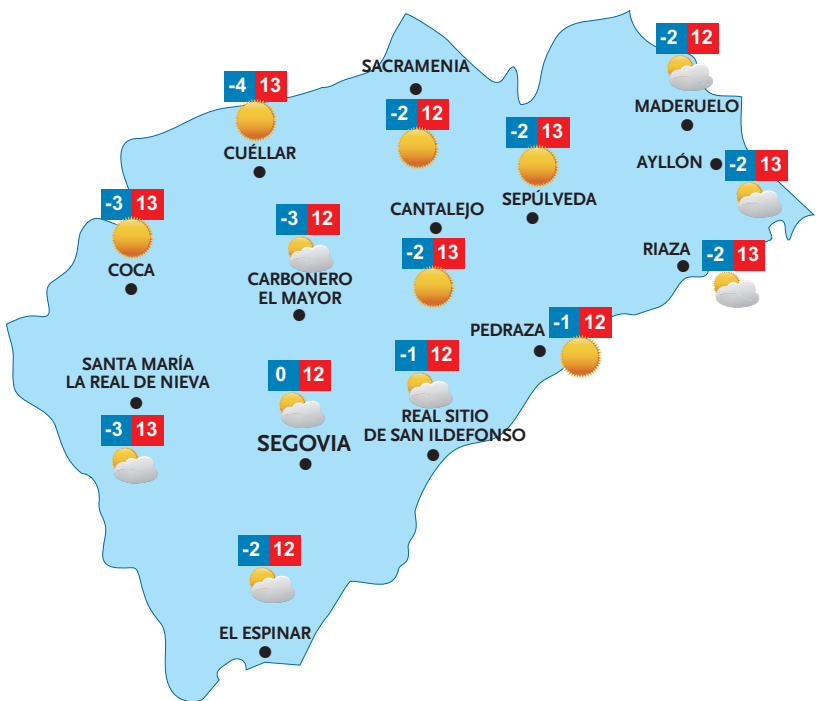 -2 12
MADERUELO
SACRAMENIA
-2 12
-4 13
CUÉLLAR
-2 13
SEPÚLVEDA
AYLLÓN
-2 13
-3 13
COCA
-3 12
CARBONERO
EL MAYOR
CANTALEJO
-2 13
RIAZA
-2 13
PEDRAZA
-1 12
SANTA MARÍA
LA REAL DE NIEVA
-3 13
0 12
SEGOVIA
-1 12
REAL SITIO
DE SAN ILDEFONSO
-2 12
EL ESPINAR